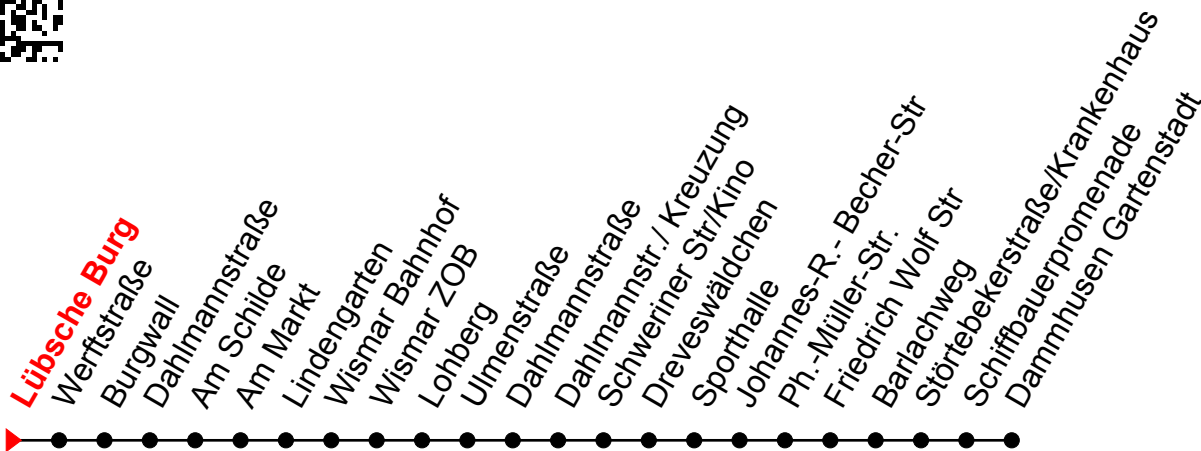 Lübsche Burg
Werftstraße
Burgwall
Dahlmannstraße
Am Schilde
Am Markt
Lindengarten
Wismar Bahnhof
Wismar ZOB
Lohberg
Ulmenstraße
Dahlmannstraße
Dahlmannstr./ Kreuzung
Schweriner Str/Kino
Dreveswäldchen
Sporthalle
Johannes-R.- Becher-Str
Ph.-Müller-Str.
Friedrich Wolf Str
Barlachweg
Störtebekerstraße/Krankenhaus
Schiffbauerpromenade
Dammhusen Gartenstadt